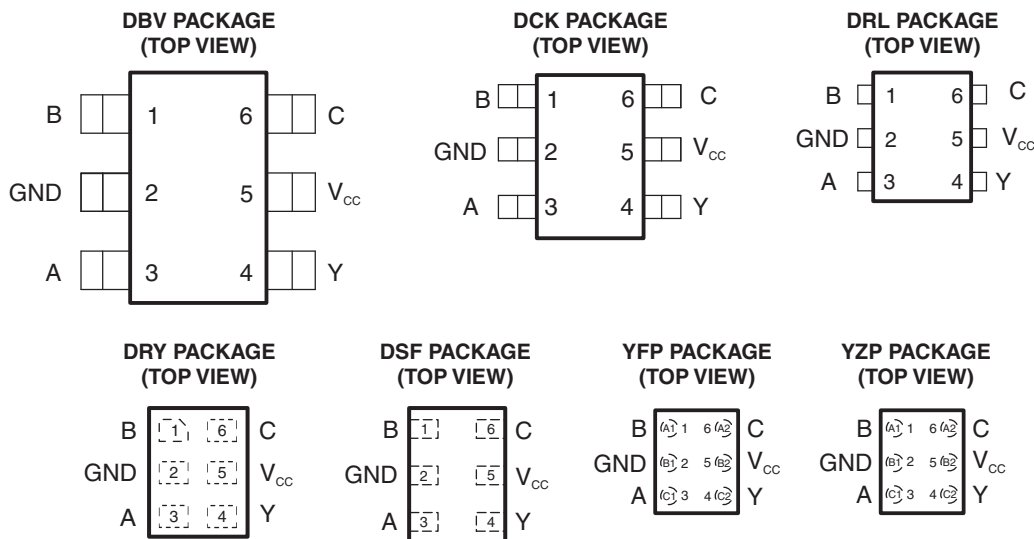 DBV PACKAGE
(TOP VIEW)
B 1 6 C
GND 2 5 VCC
A 3 4 Y
DCK PACKAGE
(TOP VIEW)
B 1 6 C
GND 2 5 VCC
A 3 4 Y
DRL PACKAGE
(TOP VIEW)
B 1 6 C
GND 2 5 VCC
A 3 4 Y
DRY PACKAGE
(TOP VIEW)
B 1 6 C
GND 2 5 VCC
A 3 4 Y
DSF PACKAGE
(TOP VIEW)
B 1 6 C
GND 2 5 VCC
A 3 4 Y
YFP PACKAGE
(TOP VIEW)
B A1 1 6 A2 C
GND B1 2 5 B2 VCC
A C1 3 4 C2 Y
YZP PACKAGE
(TOP VIEW)
B A1 1 6 A2 C
GND B1 2 5 B2 VCC
A C1 3 4 C2 Y